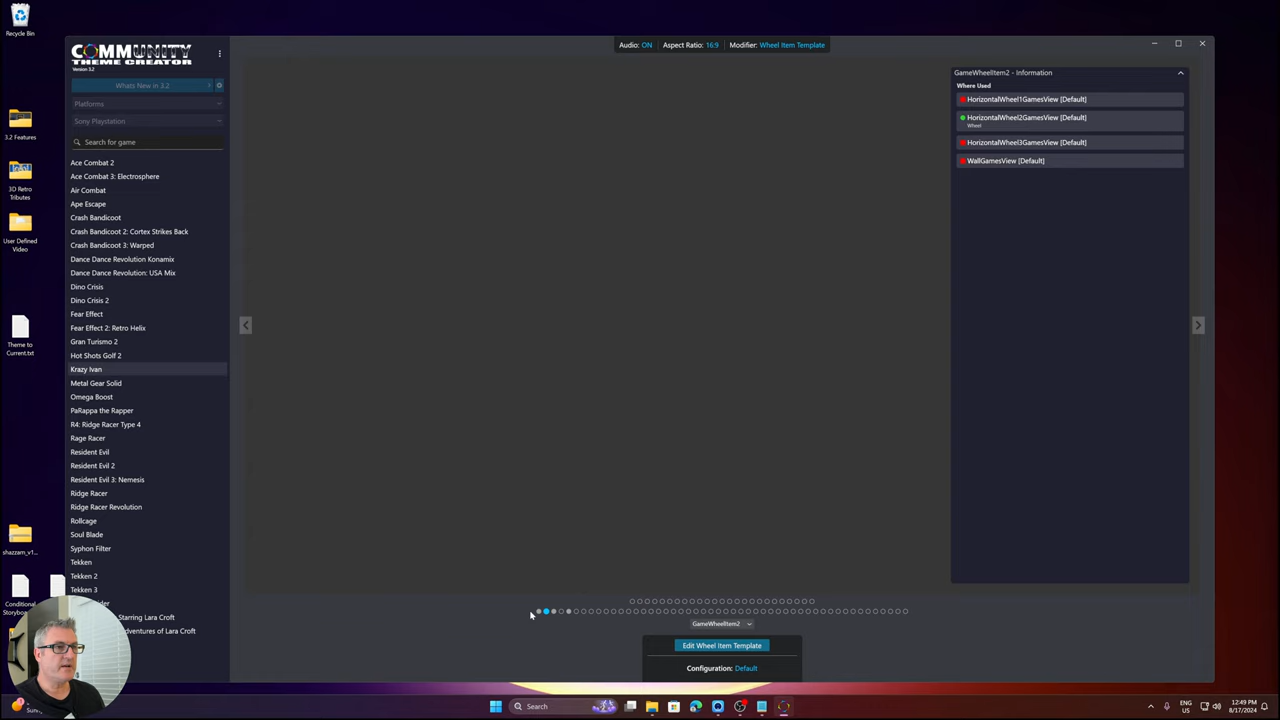 Recycle Bin
3.2 Features
3D Retro
Tributes
User Defined
Video
Theme to
Current.txt
shazzam_v1...
Conditional
Storybo
COMMUNITY
THEME CREATOR
Version 3.2
Whats New in 3.2
Platforms
Sony Playstation
Search for game
Ace Combat 2
Ace Combat 3: Electrosphere
Air Combat
Ape Escape
Crash Bandicoot
Crash Bandicoot 2: Cortex Strikes Back
Crash Bandicoot 3: Warped
Dance Dance Revolution Konamix
Dance Dance Revolution: USA Mix
Dino Crisis
Dino Crisis 2
Fear Effect
Fear Effect 2: Retro Helix
Gran Turismo 2
Hot Shots Golf 2
Krazy Ivan
Metal Gear Solid
Omega Boost
PaRappa the Rapper
R4: Ridge Racer Type 4
Rage Racer
Resident Evil
Resident Evil 2
Resident Evil 3: Nemesis
Ridge Racer
Ridge Racer Revolution
Rollcage
Soul Blade
Syphon Filter
Tekken
Tekken 2
Tekken 3
Starring Lara Croft
dventures of Lara Croft
Audio: ON Aspect Ratio: 16:9 Modifier: Wheel Item Template
GameWheelItem2 - Information
Where Used
HorizontalWheel1GamesView [Default]
HorizontalWheel2GamesView [Default]
Wheel
HorizontalWheel3GamesView [Default]
WallGamesView [Default]
GameWheelItem2
Edit Wheel Item Template
Configuration: Default
Search
ENG
US
12:49 PM
8/17/2024